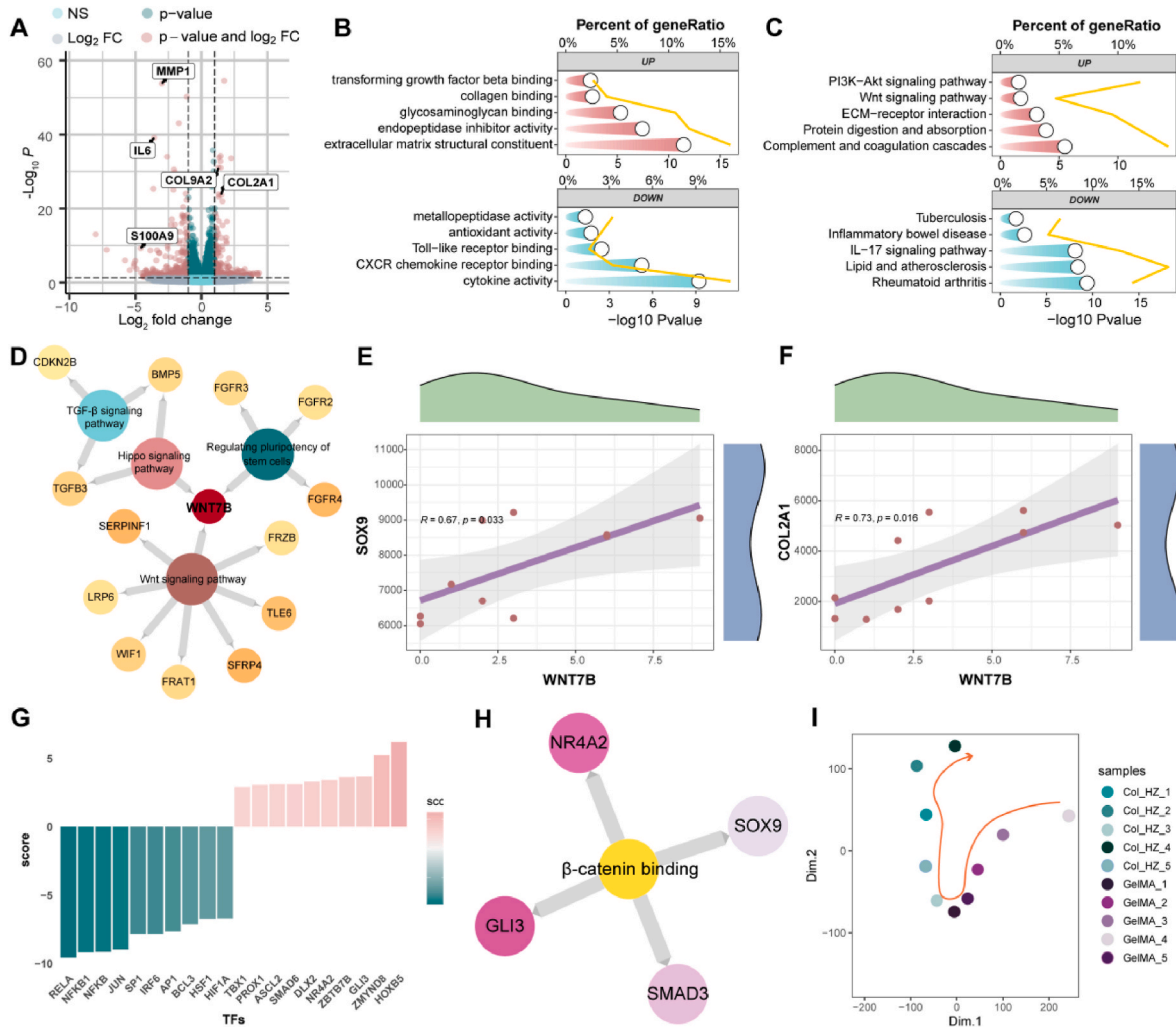 A
NS
p-value
Log2 FC
p – value and log2 FC
60
40
20
0
-Log10 P
MMP1
IL6
COL9A2
COL2A1
S100A9
−10
−5
0
5
Log2 fold change
B
Percent of geneRatio
0%
5%
10%
15%
UP
transforming growth factor beta binding
collagen binding
glycosaminoglycan binding
endopeptidase inhibitor activity
extracellular matrix structural constituent
0
5
10
15
0%
3%
6%
9%
DOWN
metallopeptidase activity
antioxidant activity
Toll−like receptor binding
CXCR chemokine receptor binding
cytokine activity
0
3
6
9
−log10 Pvalue
C
Percent of geneRatio
0%
5%
10%
UP
PI3K−Akt signaling pathway
Wnt signaling pathway
ECM−receptor interaction
Protein digestion and absorption
Complement and coagulation cascades
0
5
10
0%
5%
10%
15%
DOWN
Tuberculosis
Inflammatory bowel disease
IL−17 signaling pathway
Lipid and atherosclerosis
Rheumatoid arthritis
0
5
10
15
−log10 Pvalue
D
CDKN2B
BMP5
TGF-β signaling
pathway
Hippo signaling
pathway
TGFB3
FGFR3
FGFR2
Regulating pluripotency of
stem cells
FGFR4
WNT7B
SERPINF1
FRZB
Wnt signaling pathway
LRP6
TLE6
WIF1
SFRP4
FRAT1
E
SOX9
11000
10000
9000
8000
7000
6000
R = 0.67, p = 0.033
0.0
2.5
5.0
7.5
WNT7B
F
COL2A1
8000
6000
4000
2000
R = 0.73, p = 0.016
0.0
2.5
5.0
7.5
WNT7B
G
score
5
0
−5
−10
RELA
NFKB1
NFKB
JUN
SP1
IRF6
AP1
BCL3
HSF1
HIF1A
TBX1
PROX1
ASCL2
SMAD6
DLX2
NR4A2
ZBTB7B
GLI3
ZMYND8
HOXB5
TFs
scc
H
NR4A2
SOX9
β-catenin binding
GLI3
SMAD3
I
Dim.2
100
0
−100
−200
−100
0
100
200
Dim.1
samples
Col_HZ_1
Col_HZ_2
Col_HZ_3
Col_HZ_4
Col_HZ_5
GelMA_1
GelMA_2
GelMA_3
GelMA_4
GelMA_5